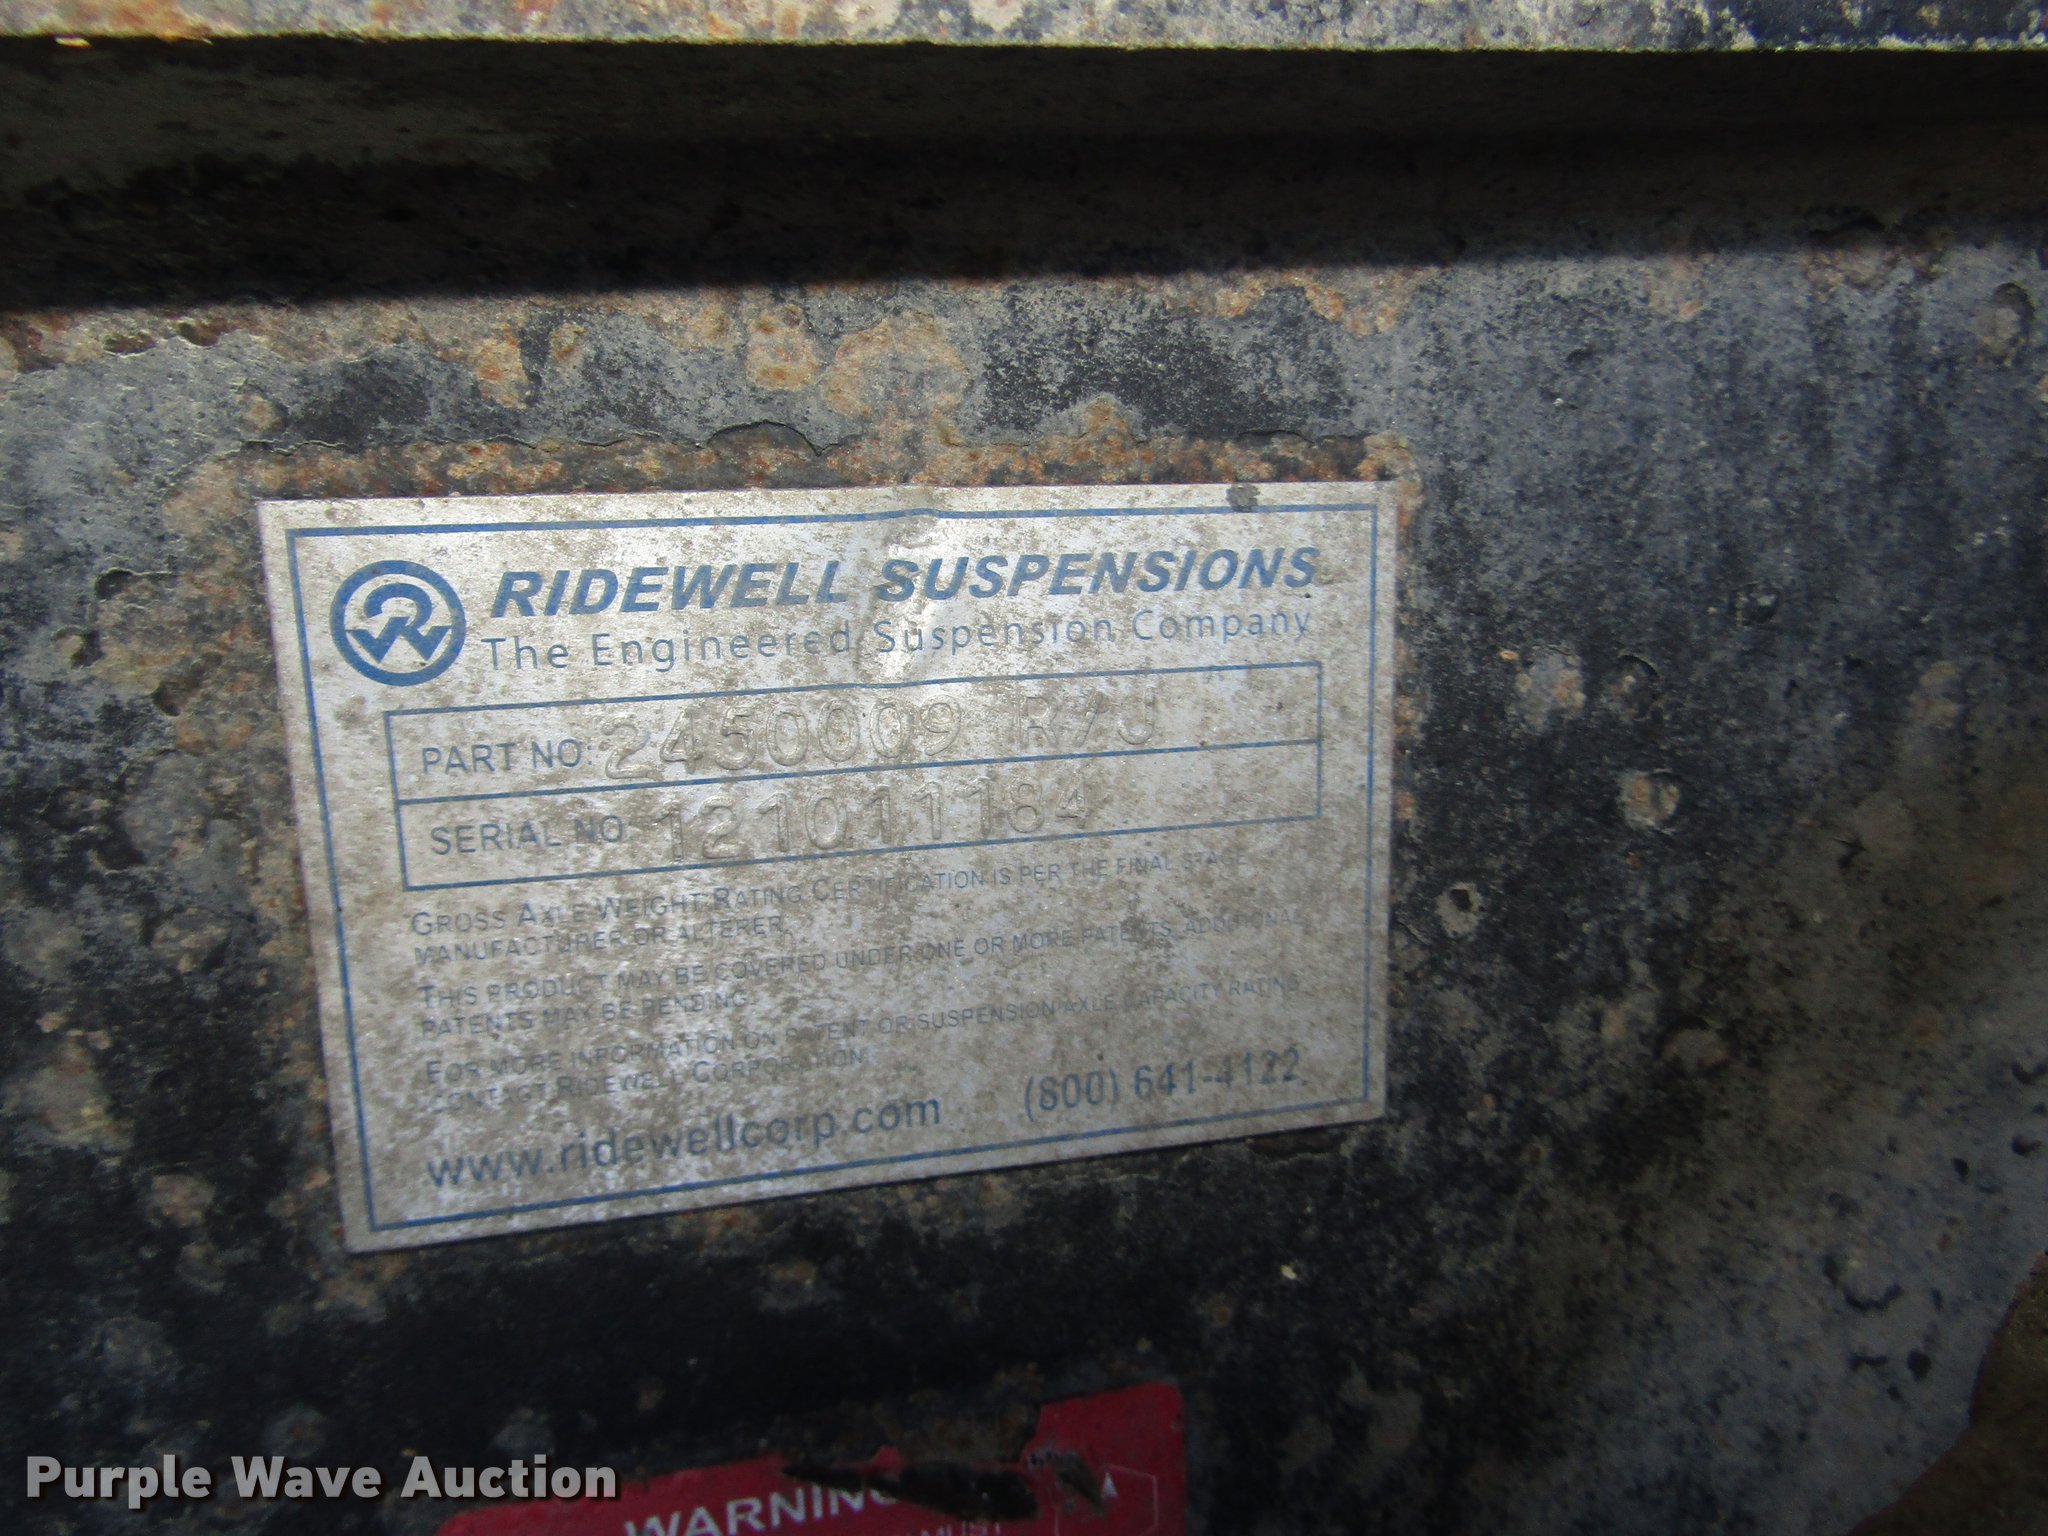 RIDEWELL SUSPENSIONS
The Engineered Suspension Company
PART NO: 2450009 R/J
SERIAL NO 121011184
GROSS AXLE WEIGHT RATING CERTIFICATION IS PER THE FINAL STAGE
MANUFACTURER OR ALTERER.
THIS PRODUCT MAY BE COVERED UNDER ONE OR MORE PATENTS. ADDITIONAL
PATENTS MAY BE PENDING.
FOR MORE INFORMATION ON PATENT OR SUSPENSION/AXLE CAPACITY RATING
CONTACT RIDEWELL CORPORATION
www.ridewellcorp.com (800) 641-4122
WARNING
MUST
Purple Wave Auction